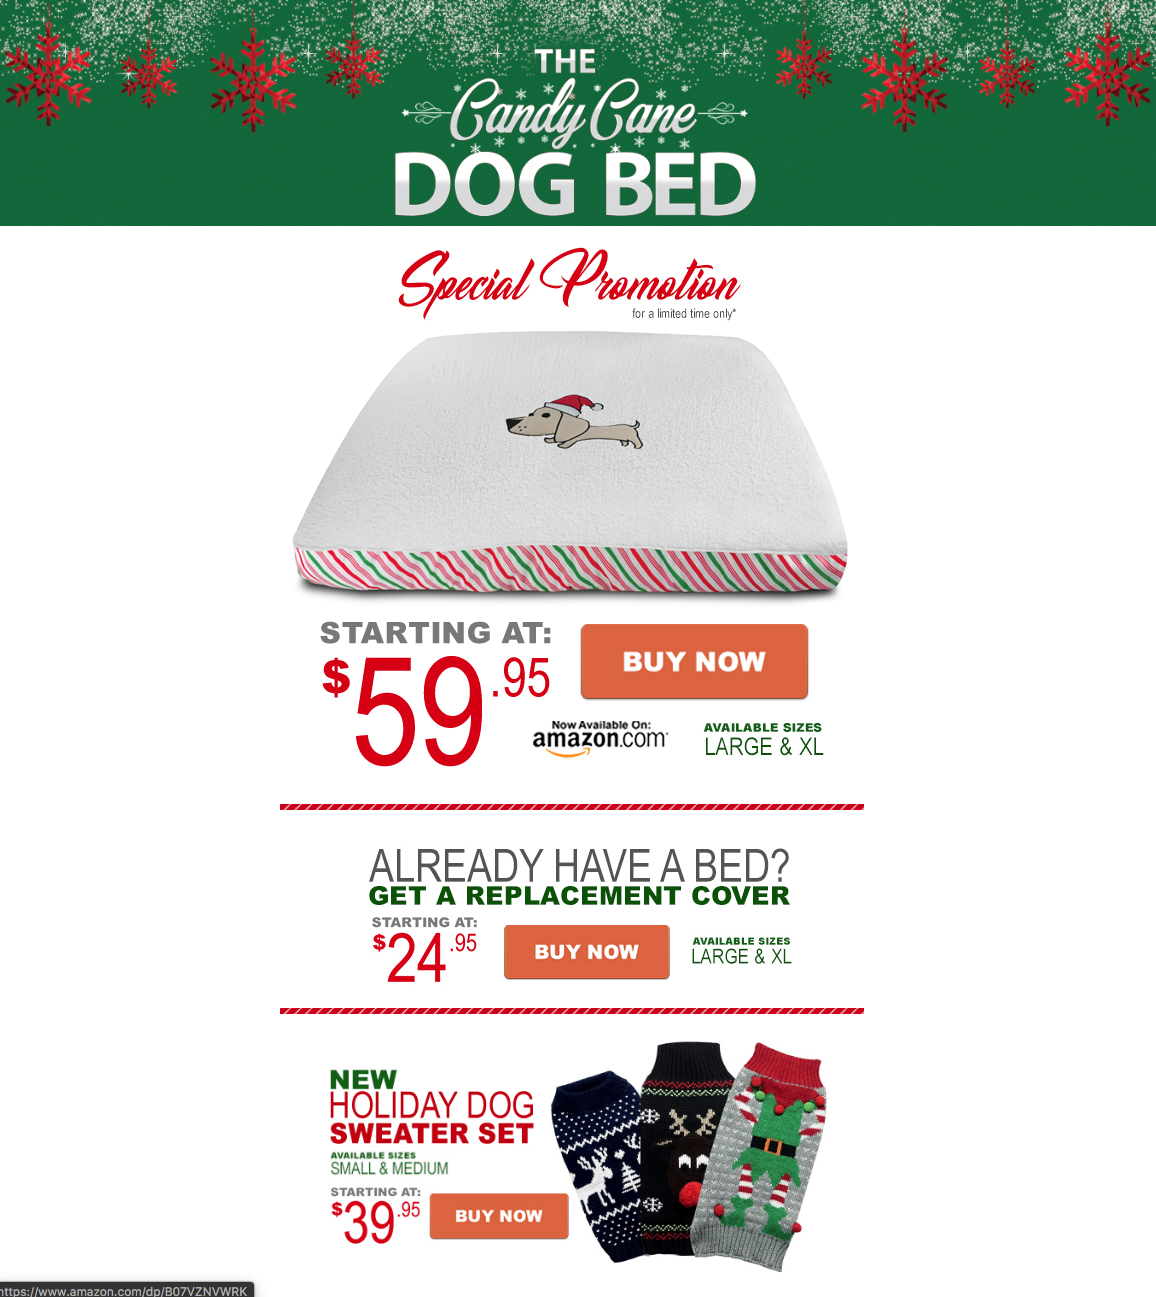 THE
Candy Cane
DOG BED
Special Promotion
for a limited time only*
STARTING AT:
$59.95
BUY NOW
Now Available On:
amazon.com
AVAILABLE SIZES
LARGE & XL
ALREADY HAVE A BED?
GET A REPLACEMENT COVER
STARTING AT:
$24.95
BUY NOW
AVAILABLE SIZES
LARGE & XL
NEW
HOLIDAY DOG
SWEATER SET
AVAILABLE SIZES
SMALL & MEDIUM
STARTING AT:
$39.95
BUY NOW
https://www.amazon.com/dp/B07VZNVWRK